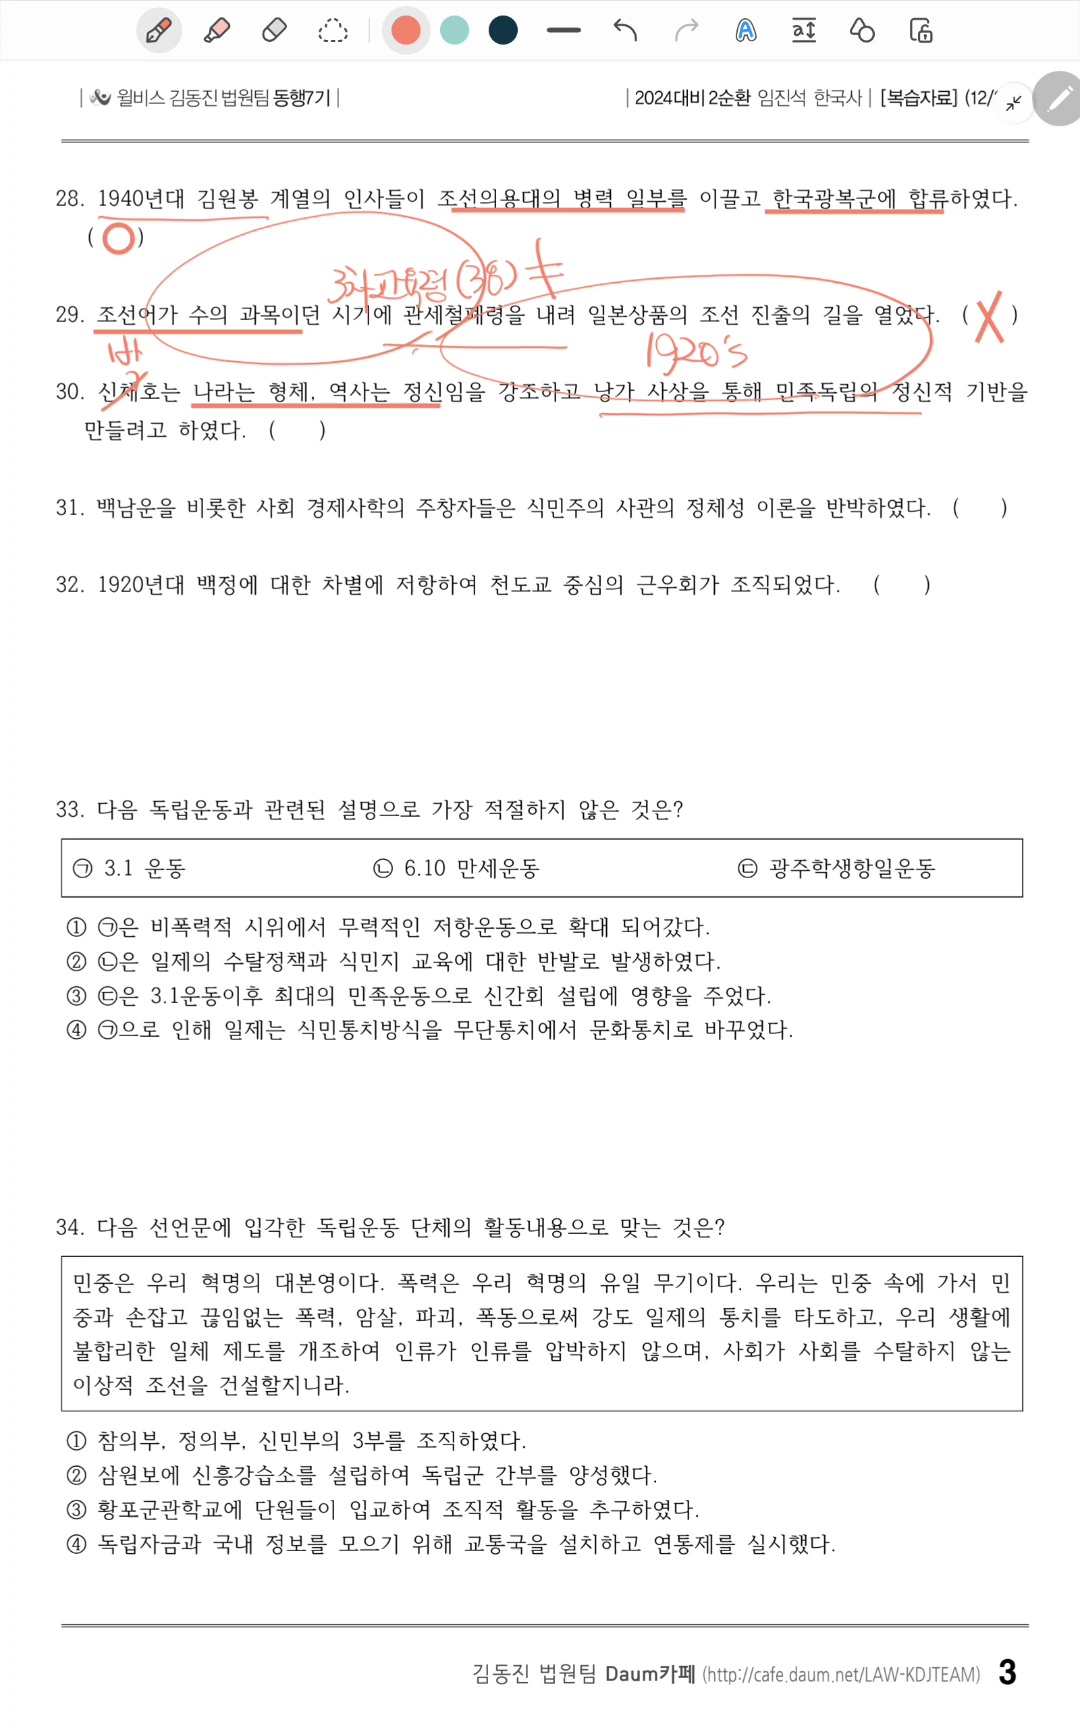 윌비스 김동진 법원팀 동행7기
2024대비 2순환 임진석 한국사 | [복습자료] (12/
28. 1940년대 김원봉 계열의 인사들이 조선의용대의 병력 일부를 이끌고 한국광복군에 합류하였다.
( O )
3차교육령 (38) ≠
29. 조선어가 수의 과목이던 시기에 관세철폐령을 내려 일본상품의 조선 진출의 길을 열었다. ( X )
박
1920's
30. 신채호는 나라는 형체, 역사는 정신임을 강조하고 낭가 사상을 통해 민족독립의 정신적 기반을
만들려고 하였다. ( )
31. 백남운을 비롯한 사회 경제사학의 주창자들은 식민주의 사관의 정체성 이론을 반박하였다. ( )
32. 1920년대 백정에 대한 차별에 저항하여 천도교 중심의 근우회가 조직되었다. ( )
33. 다음 독립운동과 관련된 설명으로 가장 적절하지 않은 것은?
㉠ 3.1 운동 ㉡ 6.10 만세운동 ㉢ 광주학생항일운동
① ㉠은 비폭력적 시위에서 무력적인 저항운동으로 확대 되어갔다.
② ㉡은 일제의 수탈정책과 식민지 교육에 대한 반발로 발생하였다.
③ ㉢은 3.1운동이후 최대의 민족운동으로 신간회 설립에 영향을 주었다.
④ ㉠으로 인해 일제는 식민통치방식을 무단통치에서 문화통치로 바꾸었다.
34. 다음 선언문에 입각한 독립운동 단체의 활동내용으로 맞는 것은?
민중은 우리 혁명의 대본영이다. 폭력은 우리 혁명의 유일 무기이다. 우리는 민중 속에 가서 민
중과 손잡고 끊임없는 폭력, 암살, 파괴, 폭동으로써 강도 일제의 통치를 타도하고, 우리 생활에
불합리한 일체 제도를 개조하여 인류가 인류를 압박하지 않으며, 사회가 사회를 수탈하지 않는
이상적 조선을 건설할지니라.
① 참의부, 정의부, 신민부의 3부를 조직하였다.
② 삼원보에 신흥강습소를 설립하여 독립군 간부를 양성했다.
③ 황포군관학교에 단원들이 입교하여 조직적 활동을 추구하였다.
④ 독립자금과 국내 정보를 모으기 위해 교통국을 설치하고 연통제를 실시했다.
김동진 법원팀 Daum카페 (http://cafe.daum.net/LAW-KDJTEAM) 3